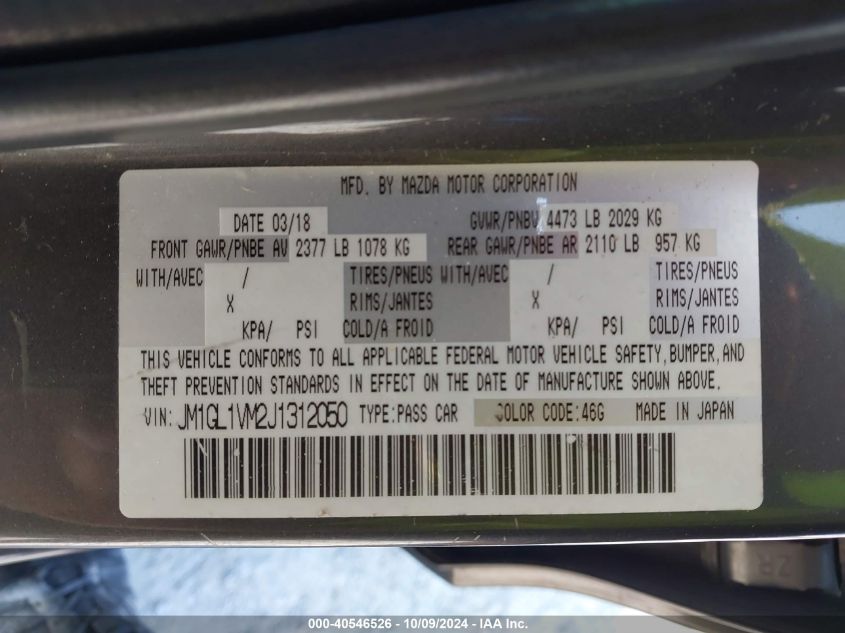 MFD. BY MAZDA MOTOR CORPORATION
DATE 03/18 GVWR/PNBV 4473 LB 2029 KG
FRONT GAWR/PNBE AV 2377 LB 1078 KG REAR GAWR/PNBE AR 2110 LB 957 KG
WITH/AVEC / TIRES/PNEUS WITH/AVEC / TIRES/PNEUS
X RIMS/JANTES X RIMS/JANTES
KPA/ PSI COLD/A FROID KPA/ PSI COLD/A FROID
THIS VEHICLE CONFORMS TO ALL APPLICABLE FEDERAL MOTOR VEHICLE SAFETY,BUMPER,AND
THEFT PREVENTION STANDARDS IN EFFECT ON THE DATE OF MANUFACTURE SHOWN ABOVE.
VIN: JM1GL1VM2J1312050 TYPE:PASS CAR COLOR CODE:46G MADE IN JAPAN
ZR
000-40546526 - 10/09/2024 - IAA Inc.